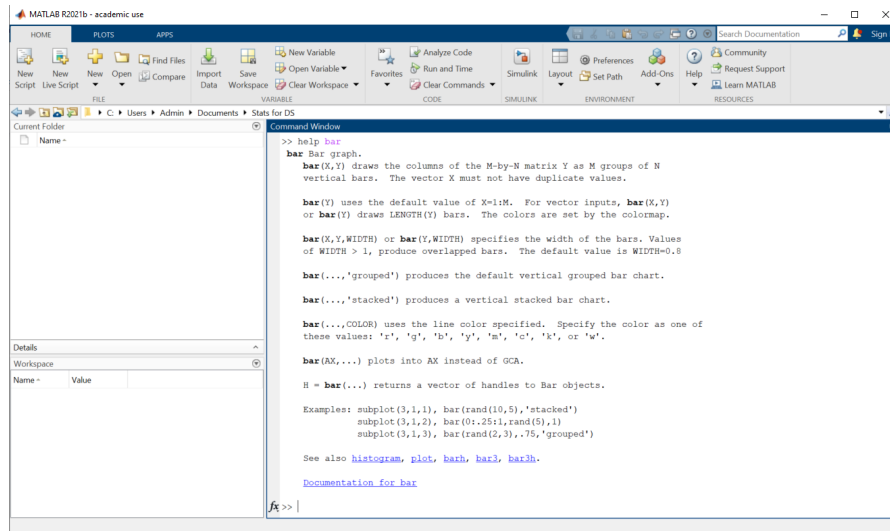 MATLAB R2021b - academic use
HOME PLOTS APPS
Search Documentation
Sign
New Script
New Live Script
New
Open
Find Files
Compare
Import Data
Save Workspace
New Variable
Open Variable
Clear Workspace
Favorites
Analyze Code
Run and Time
Clear Commands
Simulink
Layout
Preferences
Set Path
Add-Ons
Help
Community
Request Support
Learn MATLAB
FILE VARIABLE CODE SIMULINK ENVIRONMENT RESOURCES
C: Users Admin Documents Stats for DS
Current Folder
Name
Details
Workspace
Name Value
Command Window
>> help bar
bar Bar graph.
bar(X,Y) draws the columns of the M-by-N matrix Y as M groups of N
vertical bars. The vector X must not have duplicate values.
bar(Y) uses the default value of X=1:M. For vector inputs, bar(X,Y)
or bar(Y) draws LENGTH(Y) bars. The colors are set by the colormap.
bar(X,Y,WIDTH) or bar(Y,WIDTH) specifies the width of the bars. Values
of WIDTH > 1, produce overlapped bars. The default value is WIDTH=0.8
bar(...,'grouped') produces the default vertical grouped bar chart.
bar(...,'stacked') produces a vertical stacked bar chart.
bar(...,COLOR) uses the line color specified. Specify the color as one of
these values: 'r', 'g', 'b', 'y', 'm', 'c', 'k', or 'w'.
bar(AX,...) plots into AX instead of GCA.
H = bar(...) returns a vector of handles to Bar objects.
Examples: subplot(3,1,1), bar(rand(10,5),'stacked')
subplot(3,1,2), bar(0:.25:1,rand(5),1)
subplot(3,1,3), bar(rand(2,3),.75,'grouped')
See also histogram, plot, barh, bar3, bar3h.
Documentation for bar
fx >>